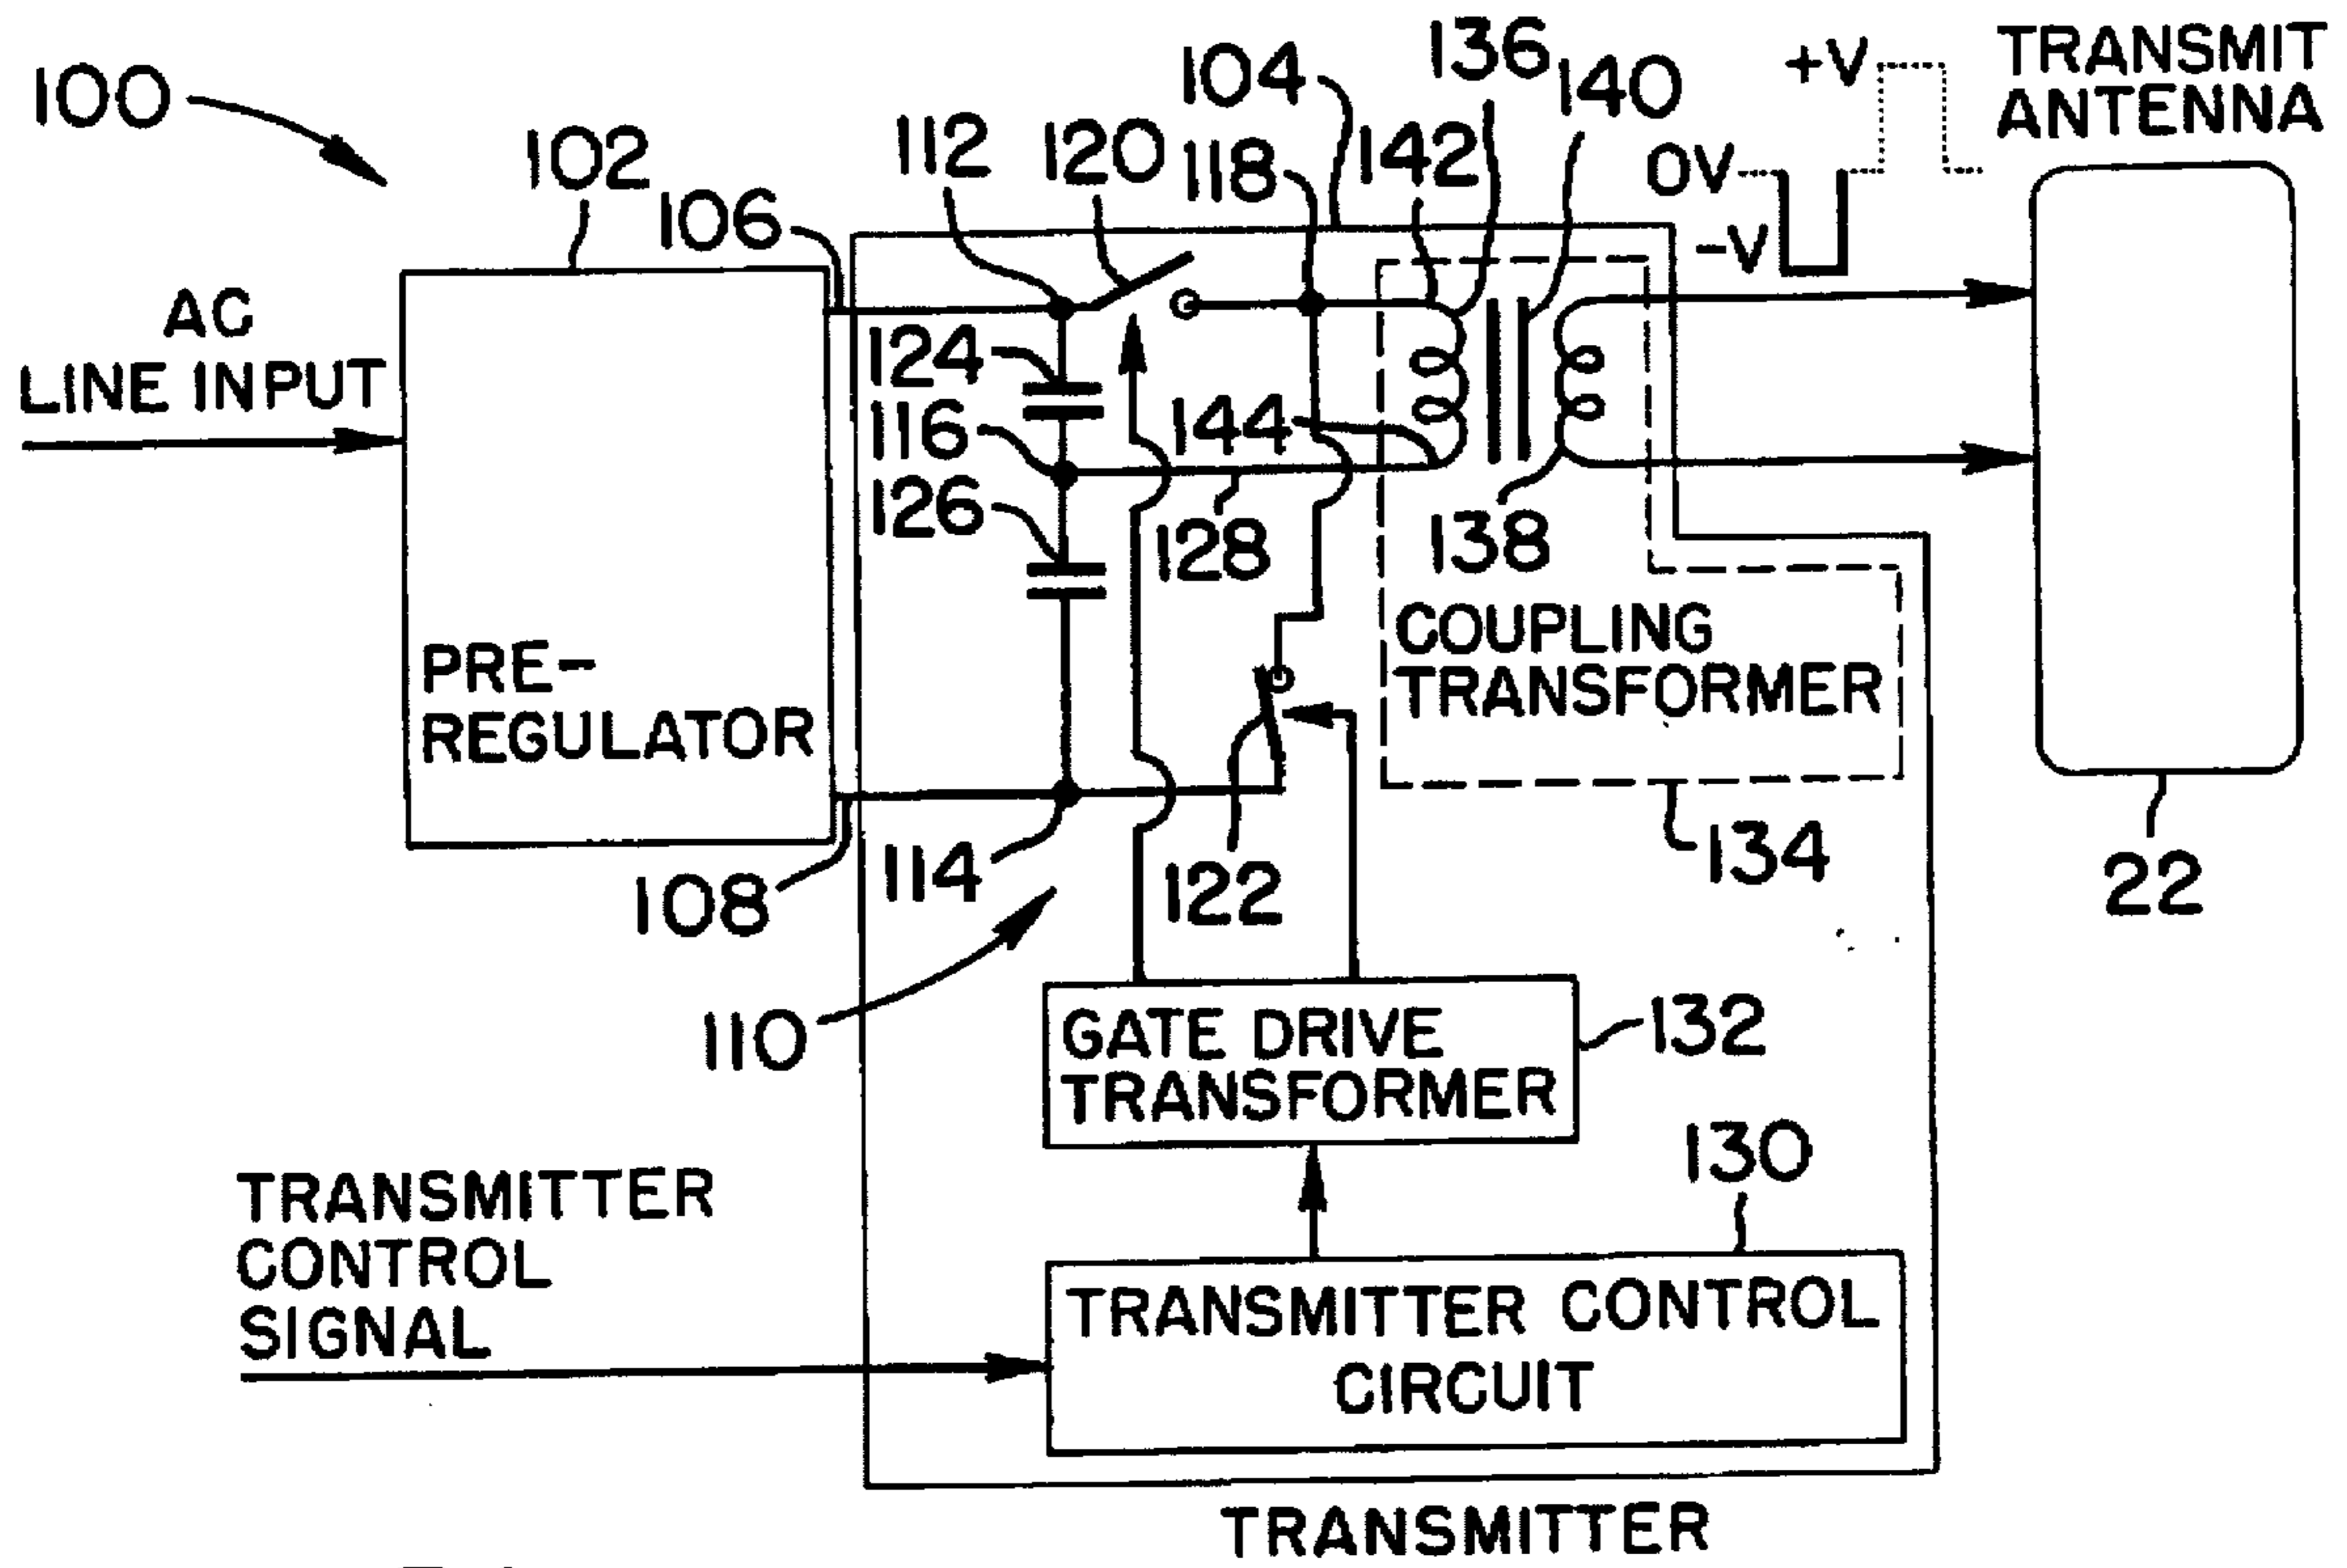 100
102
106
112
120
104
118
142
136
140
+V
0V
-V
TRANSMIT
ANTENNA
AC
LINE INPUT
124
116
126
144
128
138
PRE-
REGULATOR
COUPLING
TRANSFORMER
108
114
122
134
22
110
GATE DRIVE
TRANSFORMER
132
130
TRANSMITTER
CONTROL
SIGNAL
TRANSMITTER CONTROL
CIRCUIT
TRANSMITTER